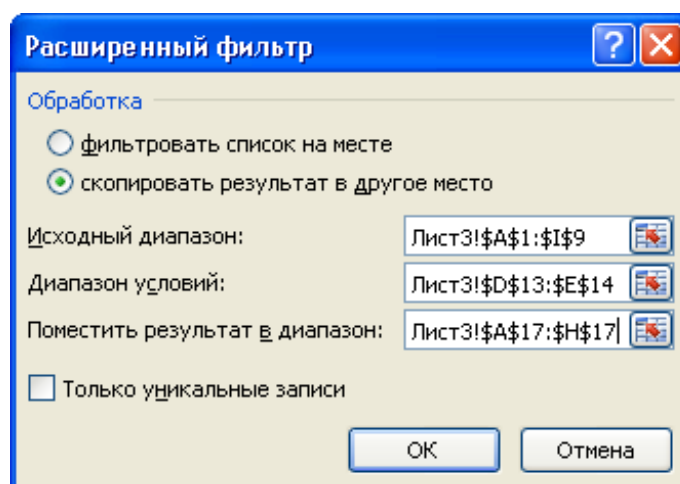 Расширенный фильтр
Обработка
фильтровать список на месте
скопировать результат в другое место
Исходный диапазон: Лист3!$A$1:$I$9
Диапазон условий: Лист3!$D$13:$E$14
Поместить результат в диапазон: Лист3!$A$17:$H$17
Только уникальные записи
ОК Отмена